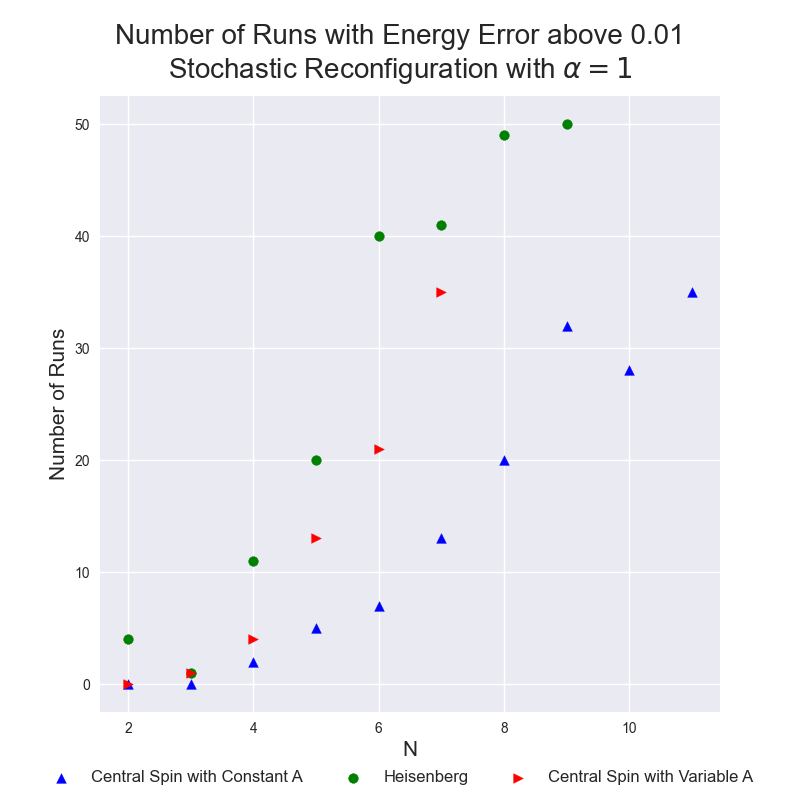 Number of Runs with Energy Error above 0.01
Stochastic Reconfiguration with α = 1
50
40
30
20
10
0
Number of Runs
2 4 6 8 10
N
Central Spin with Constant A Heisenberg Central Spin with Variable A